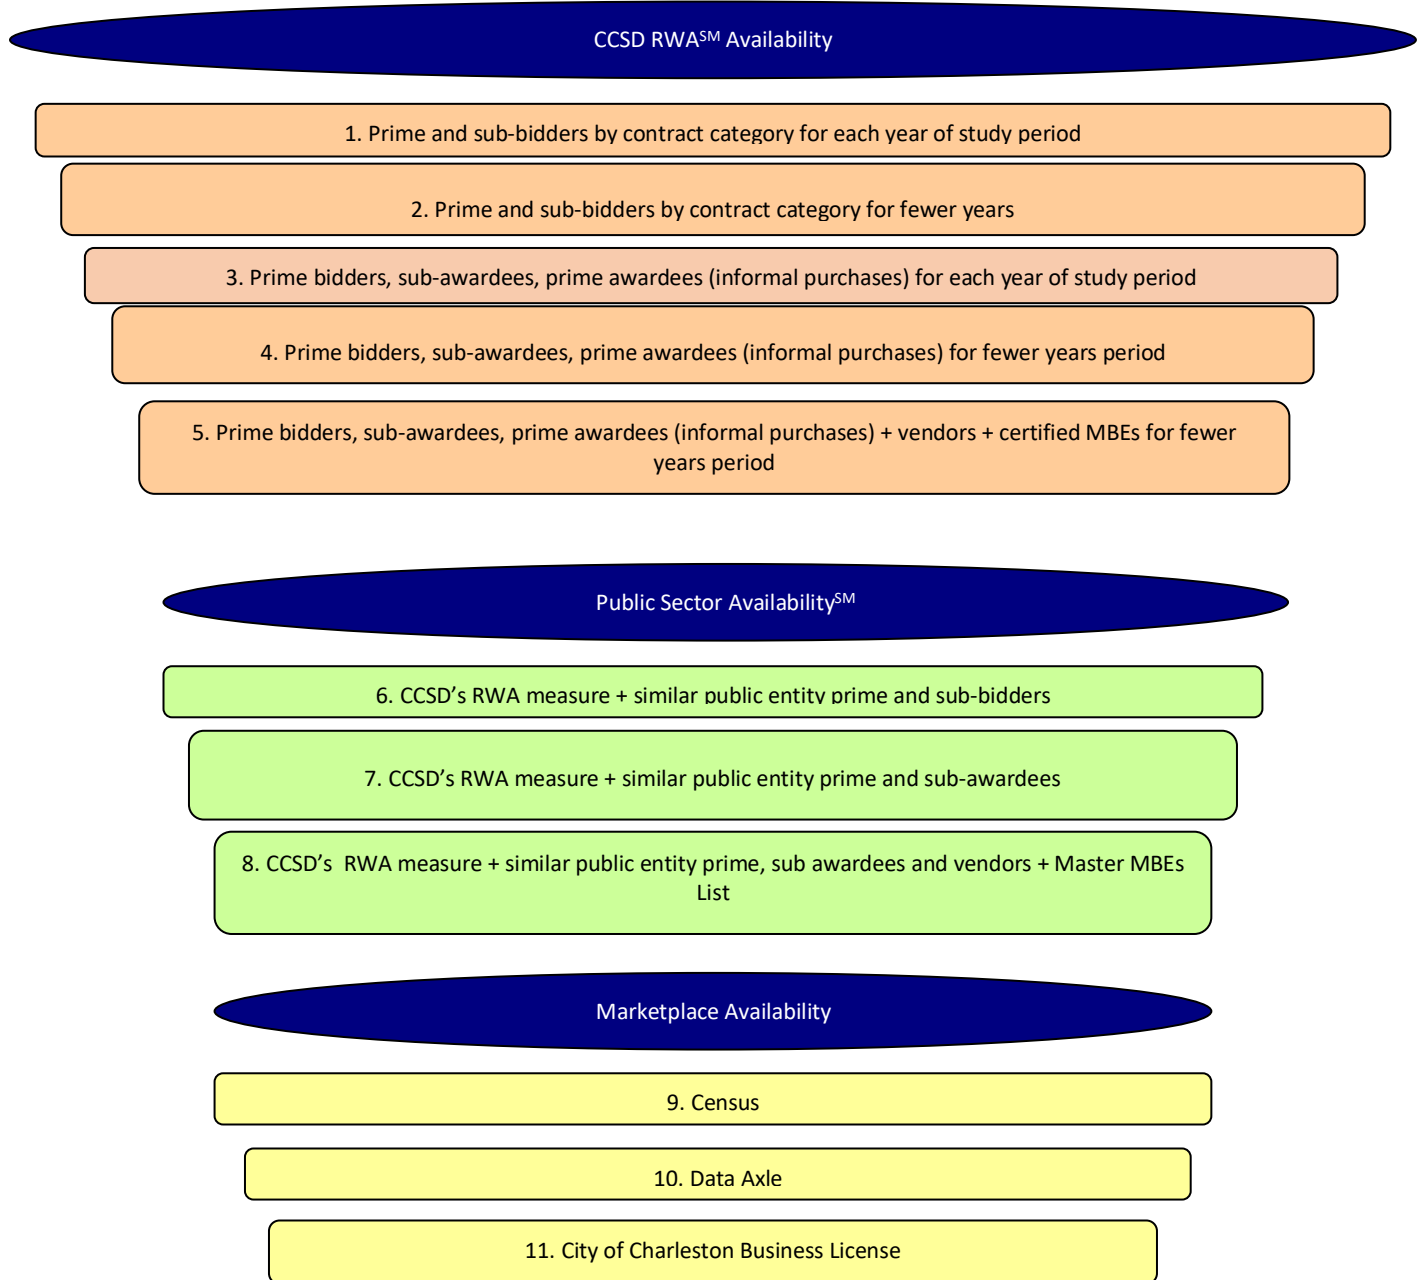 CCSD RWA℠ Availability
1. Prime and sub-bidders by contract category for each year of study period
2. Prime and sub-bidders by contract category for fewer years
3. Prime bidders, sub-awardees, prime awardees (informal purchases) for each year of study period
4. Prime bidders, sub-awardees, prime awardees (informal purchases) for fewer years period
5. Prime bidders, sub-awardees, prime awardees (informal purchases) + vendors + certified MBEs for fewer
years period
Public Sector Availability℠
6. CCSD’s RWA measure + similar public entity prime and sub-bidders
7. CCSD’s RWA measure + similar public entity prime and sub-awardees
8. CCSD’s  RWA measure + similar public entity prime, sub awardees and vendors + Master MBEs
List
Marketplace Availability
9. Census
10. Data Axle
11. City of Charleston Business License